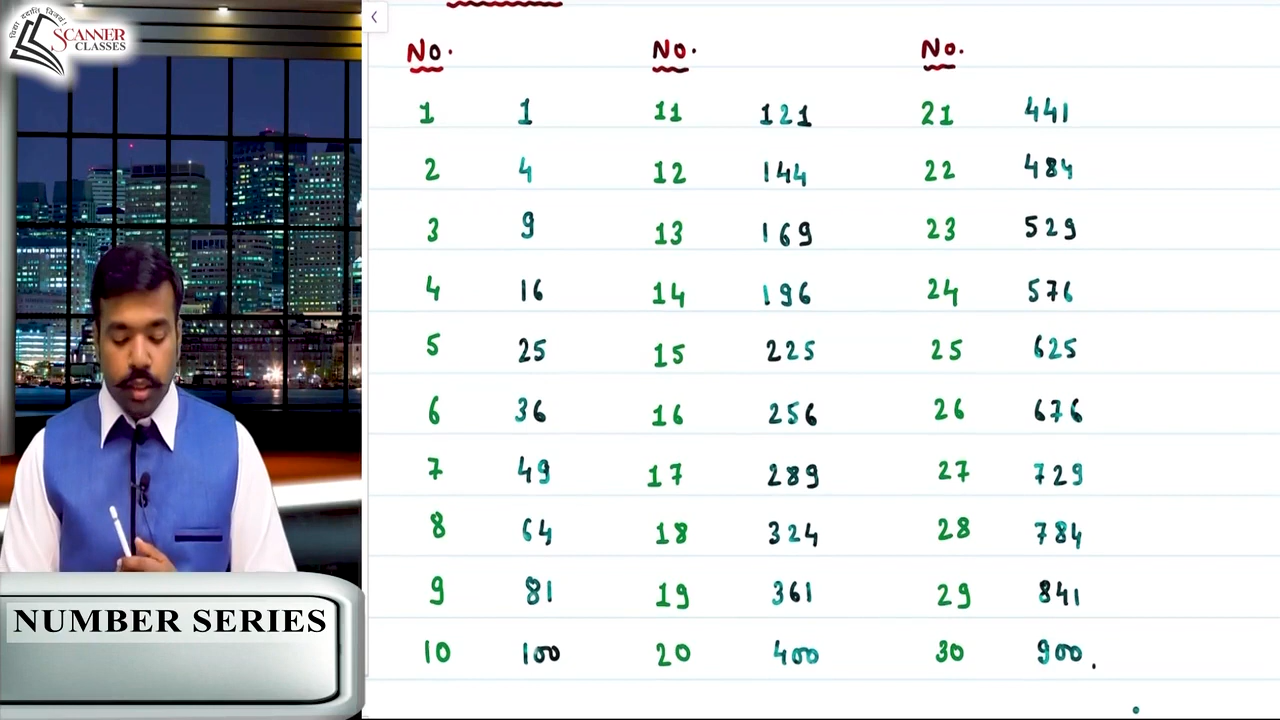 विद्या ददाति विजयं।
SCANNER
CLASSES
No. No. No.
1 1 11 121 21 441
2 4 12 144 22 484
3 9 13 169 23 529
4 16 14 196 24 576
5 25 15 225 25 625
6 36 16 256 26 676
7 49 17 289 27 729
8 64 18 324 28 784
9 81 19 361 29 841
10 100 20 400 30 900.
NUMBER SERIES